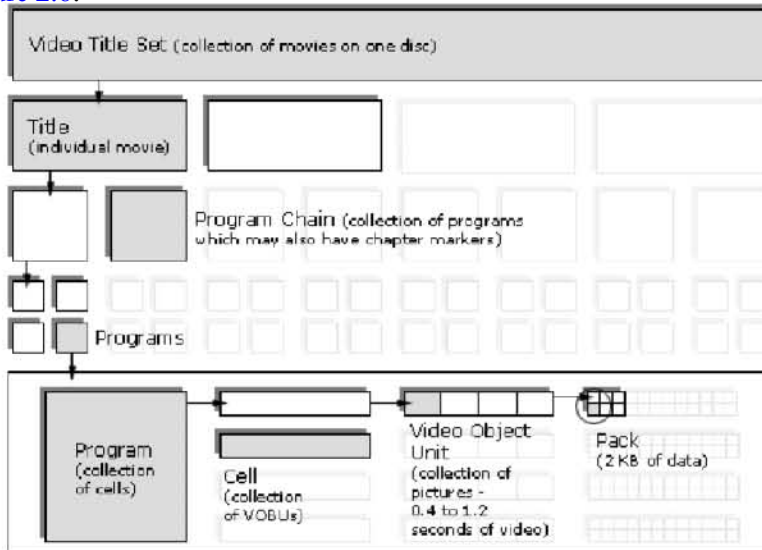 Video Title Set (collection of movies on one disc)
Title
(individual movie)
Program Chain (collection of programs
which may also have chapter markers)
Programs
Program
(collection
of cells)
Cell
(collection
of VOBUs)
Video Object
Unit
(collection of
pictures -
0.4 to 1.2
seconds of video)
Pack
(2 KB of data)